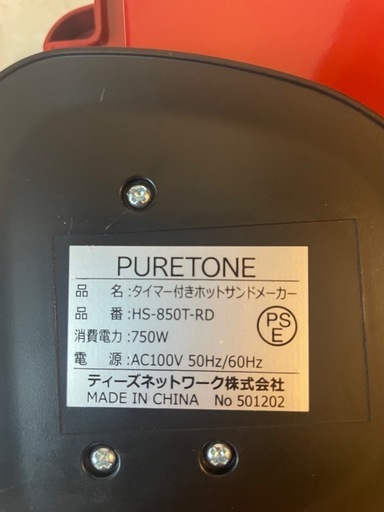 PURETONE
品 名:タイマー付きホットサンドメーカー
品 番:HS-850T-RD
消費電力:750W
電 源:AC100V 50Hz/60Hz
PSE
ティーズネットワーク株式会社
MADE IN CHINA No 501202